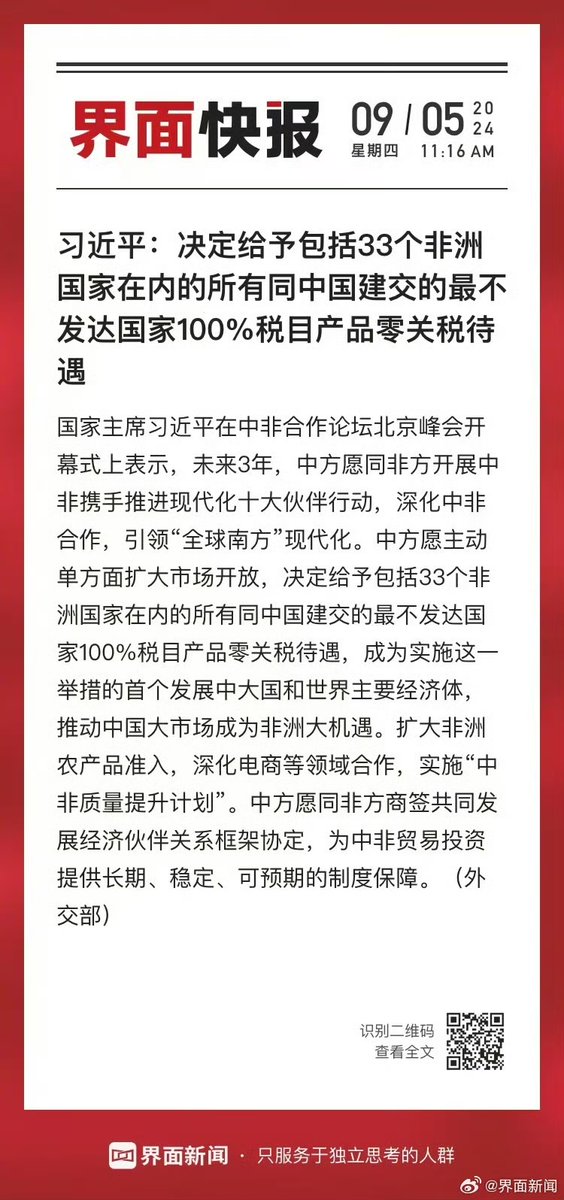 界面快报
09/05 2024
星期四 11:16 AM
习近平：决定给予包括33个非洲
国家在内的所有同中国建交的最不
发达国家100%税目产品零关税待
遇
国家主席习近平在中非合作论坛北京峰会开
幕式上表示，未来3年，中方愿同非方开展中
非携手推进现代化十大伙伴行动，深化中非
合作，引领“全球南方”现代化。中方愿主动
单方面扩大市场开放，决定给予包括33个非
洲国家在内的所有同中国建交的最不发达国
家100%税目产品零关税待遇，成为实施这一
举措的首个发展中大国和世界主要经济体，
推动中国大市场成为非洲大机遇。扩大非洲
农产品准入，深化电商等领域合作，实施“中
非质量提升计划”。中方愿同非方商签共同发
展经济伙伴关系框架协定，为中非贸易投资
提供长期、稳定、可预期的制度保障。（外
交部）
识别二维码
查看全文
界面新闻 · 只服务于独立思考的人群
@界面新闻